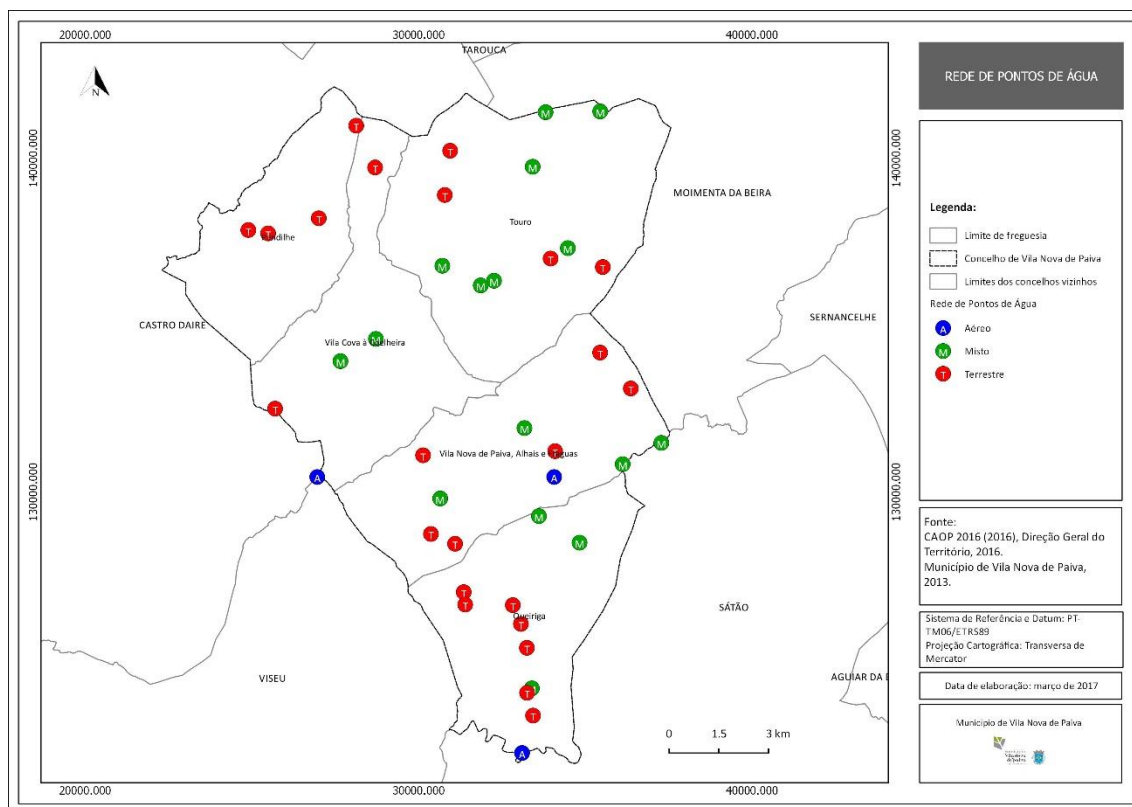 20000.000
30000.000
40000.000
TAROUCA
N
140000.000
140000.000
T
M
M
T
T
M
T
MOIMENTA DA BEIRA
T
Touro
T
T
M
T
M
T
M
M
CASTRO DAIRE
SERNANCELHE
M
Vila Cova à
M
T
T
T
M
M
T
Vila Nova de Paiva, Alhais e
T
M
A
A
130000.000
130000.000
M
M
T
T
M
T
T
T
T
T
SÁTÃO
VISEU
AGUIAR DA
T
T
A
0
1.5
3 km
20000.000
30000.000
40000.000
REDE DE PONTOS DE ÁGUA
Legenda:
Limite de freguesia
Concelho de Vila Nova de Paiva
Limites dos concelhos vizinhos
Rede de Pontos de Água
A Aéreo
M Misto
T Terrestre
Fonte:
CAOP 2016 (2016), Direção Geral do
Território, 2016.
Município de Vila Nova de Paiva,
2013.
Sistema de Referência e Datum: PT-
TM06/ETRS89
Projeção Cartográfica: Transversa de
Mercator
Data de elaboração: março de 2017
Municipio de Vila Nova de Paiva